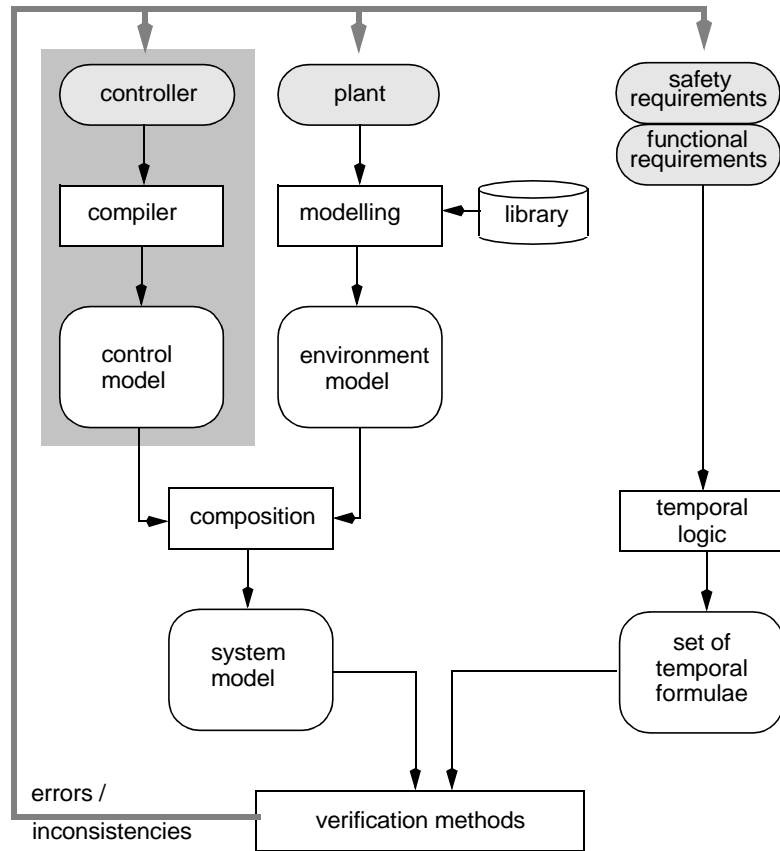 controller
plant
safety
requirements
functional
requirements
compiler
modelling
library
control
model
environment
model
composition
temporal
logic
system
model
set of
temporal
formulae
errors /
inconsistencies
verification methods